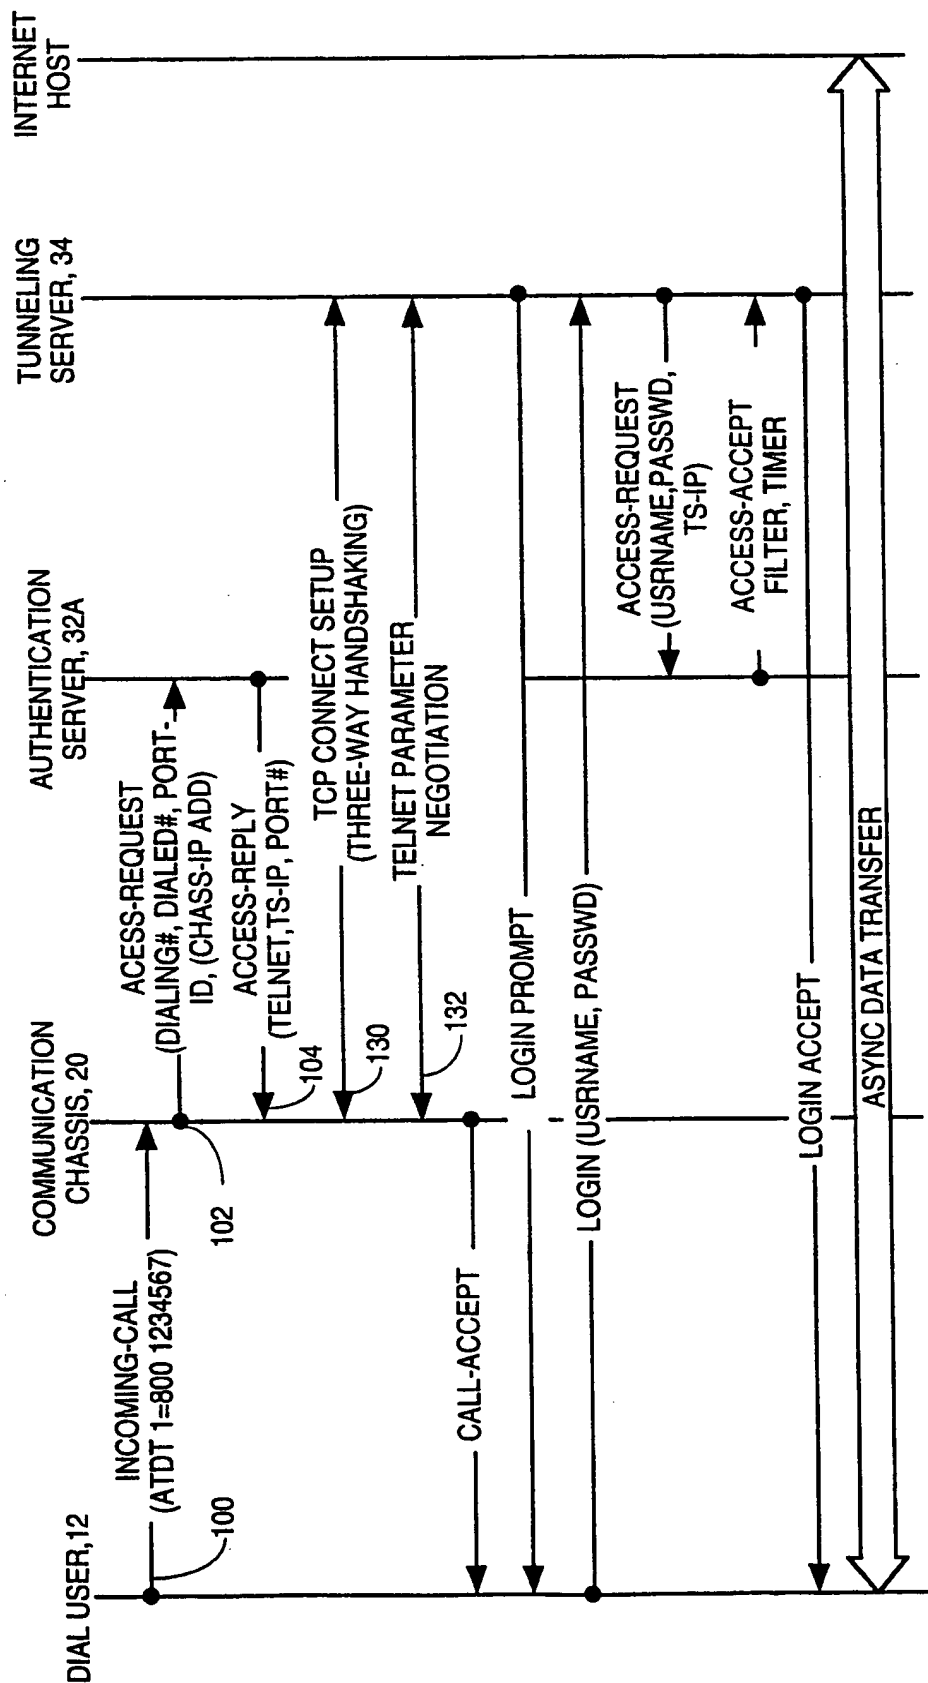 DIAL USER,12
COMMUNICATION
CHASSIS, 20
AUTHENTICATION
SERVER, 32A
TUNNELING
SERVER, 34
INTERNET
HOST
INCOMING-CALL
(ATDT 1=800 1234567)
100
102
ACESS-REQUEST
(DIALING#, DIALED#, PORT-
ID, (CHASS-IP ADD)
ACCESS-REPLY
(TELNET,TS-IP, PORT#)
104
TCP CONNECT SETUP
(THREE-WAY HANDSHAKING)
130
TELNET PARAMETER
NEGOTIATION
132
CALL-ACCEPT
LOGIN PROMPT
LOGIN (USRNAME, PASSWD)
ACCESS-REQUEST
(USRNAME,PASSWD,
TS-IP)
ACCESS-ACCEPT
FILTER, TIMER
LOGIN ACCEPT
ASYNC DATA TRANSFER